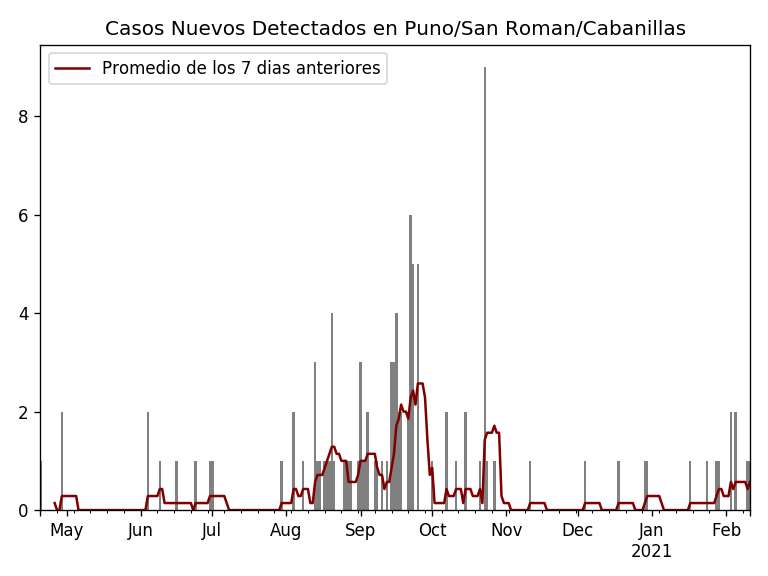 Casos Nuevos Detectados en Puno/San Roman/Cabanillas
Promedio de los 7 dias anteriores
8
6
4
2
0
May Jun Jul Aug Sep Oct Nov Dec Jan Feb
2021